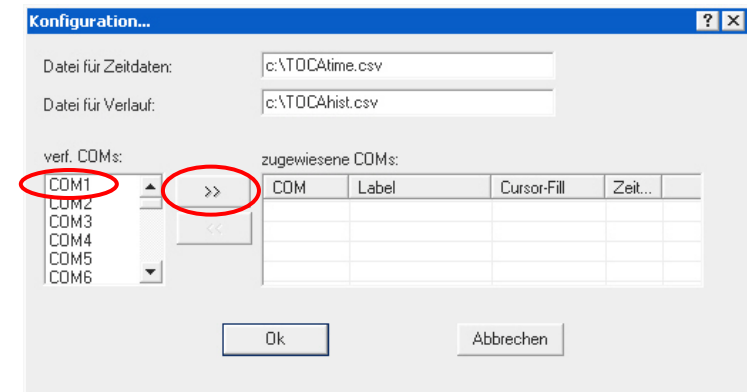 Konfiguration...
Datei für Zeitdaten: c:\TOCAtime.csv
Datei für Verlauf: c:\TOCAhist.csv
verf. COMs: zugewiesene COMs:
COM1
COM2
COM3
COM4
COM5
COM6
>>
<<
COM Label Cursor-Fill Zeit...
Ok Abbrechen